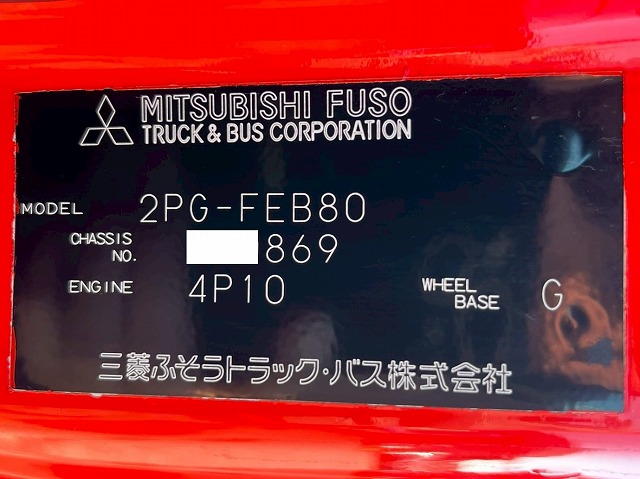 MITSUBISHI FUSO
TRUCK & BUS CORPORATION
MODEL 2PG-FEB80
CHASSIS NO. 869
ENGINE 4P10
WHEEL BASE G
三菱ふそうトラック・バス株式会社